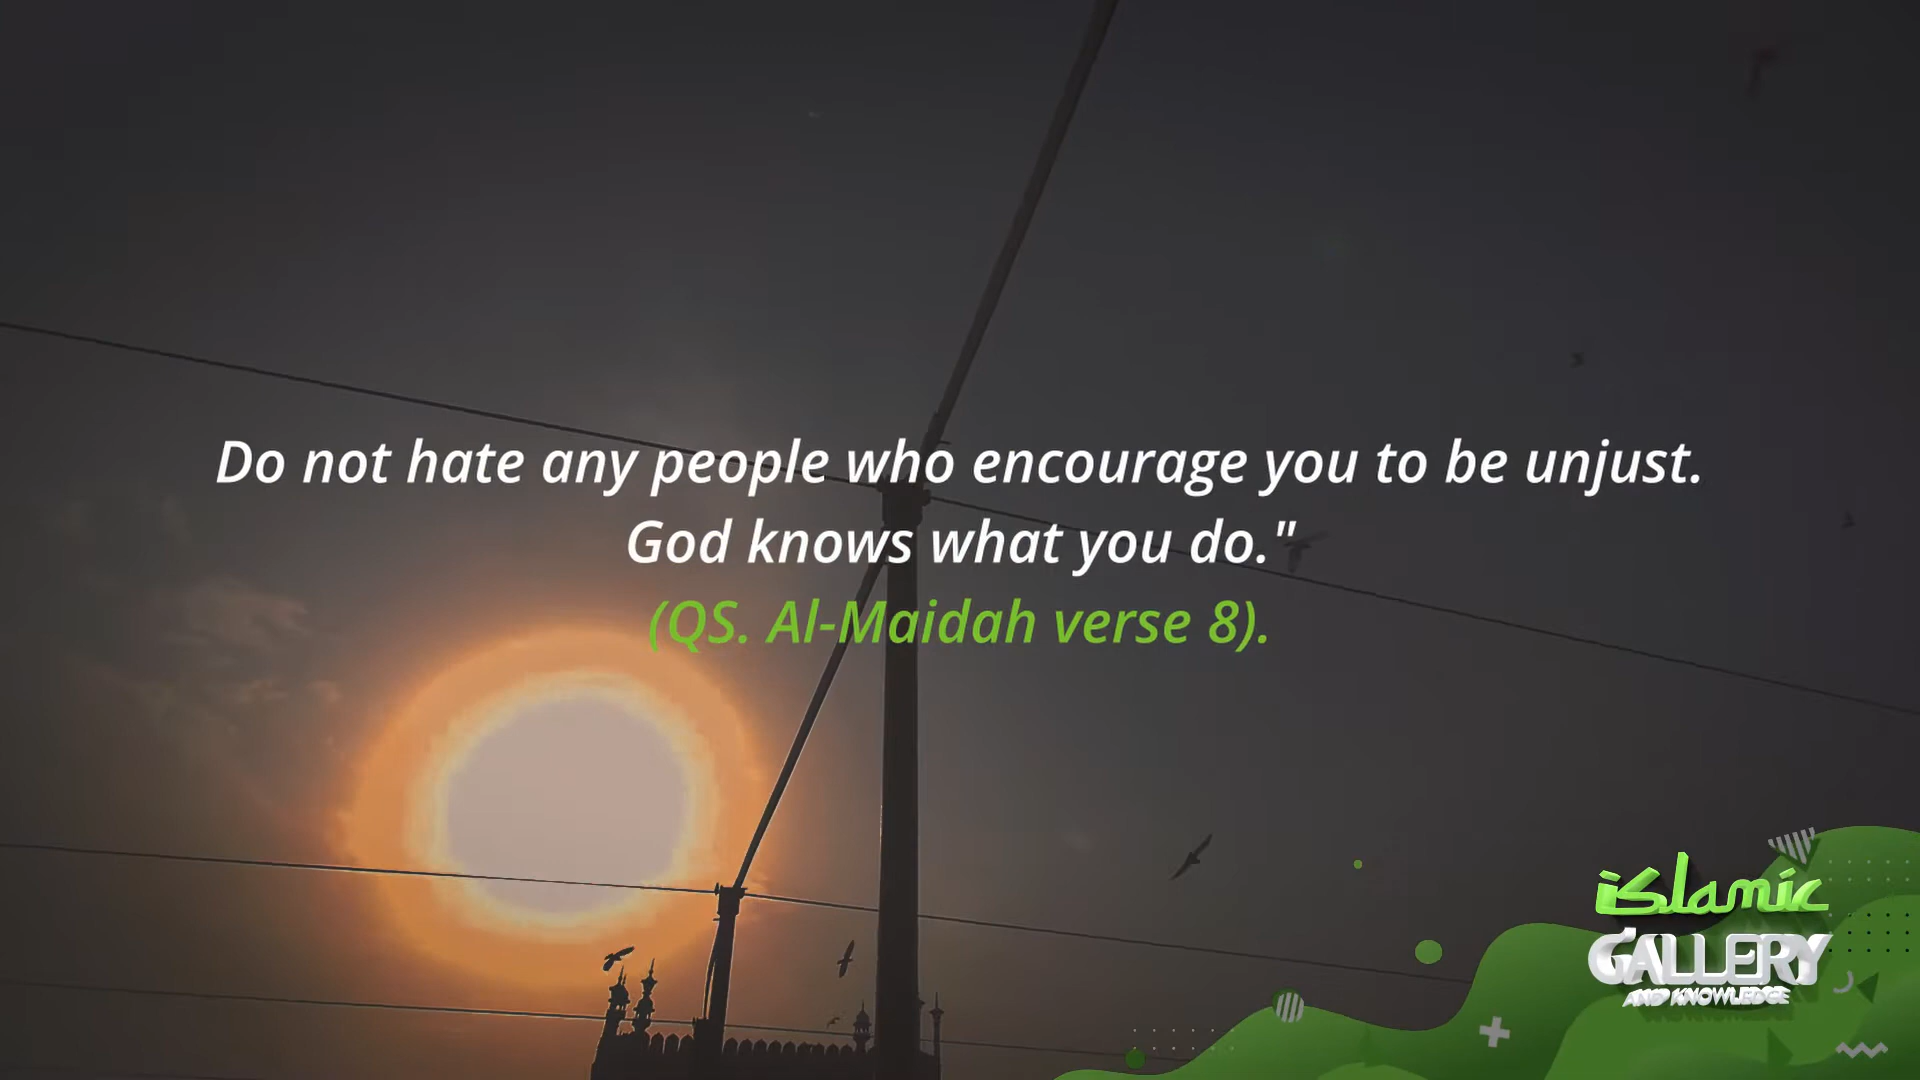 Do not hate any people who encourage you to be unjust.
God knows what you do."
(QS. Al-Maidah verse 8).
islamic
GALLERY
AND KNOWLEDGE